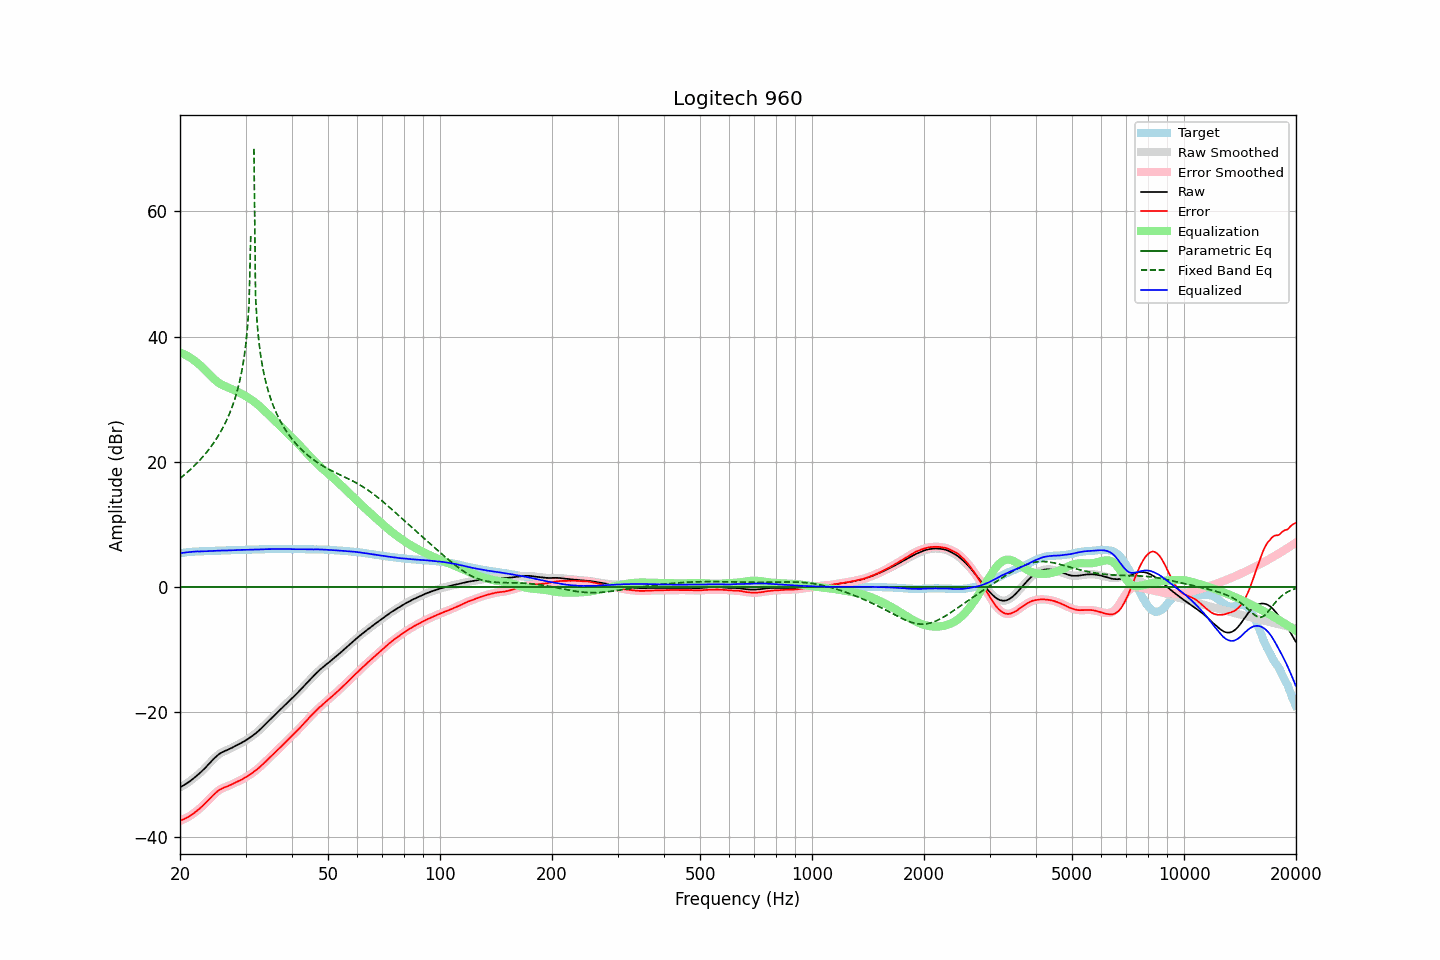 Logitech 960
Target
Raw Smoothed
Error Smoothed
Raw
Error
Equalization
Parametric Eq
Fixed Band Eq
Equalized
60
40
20
0
−20
−40
Amplitude (dBr)
20 50 100 200 500 1000 2000 5000 10000 20000
Frequency (Hz)